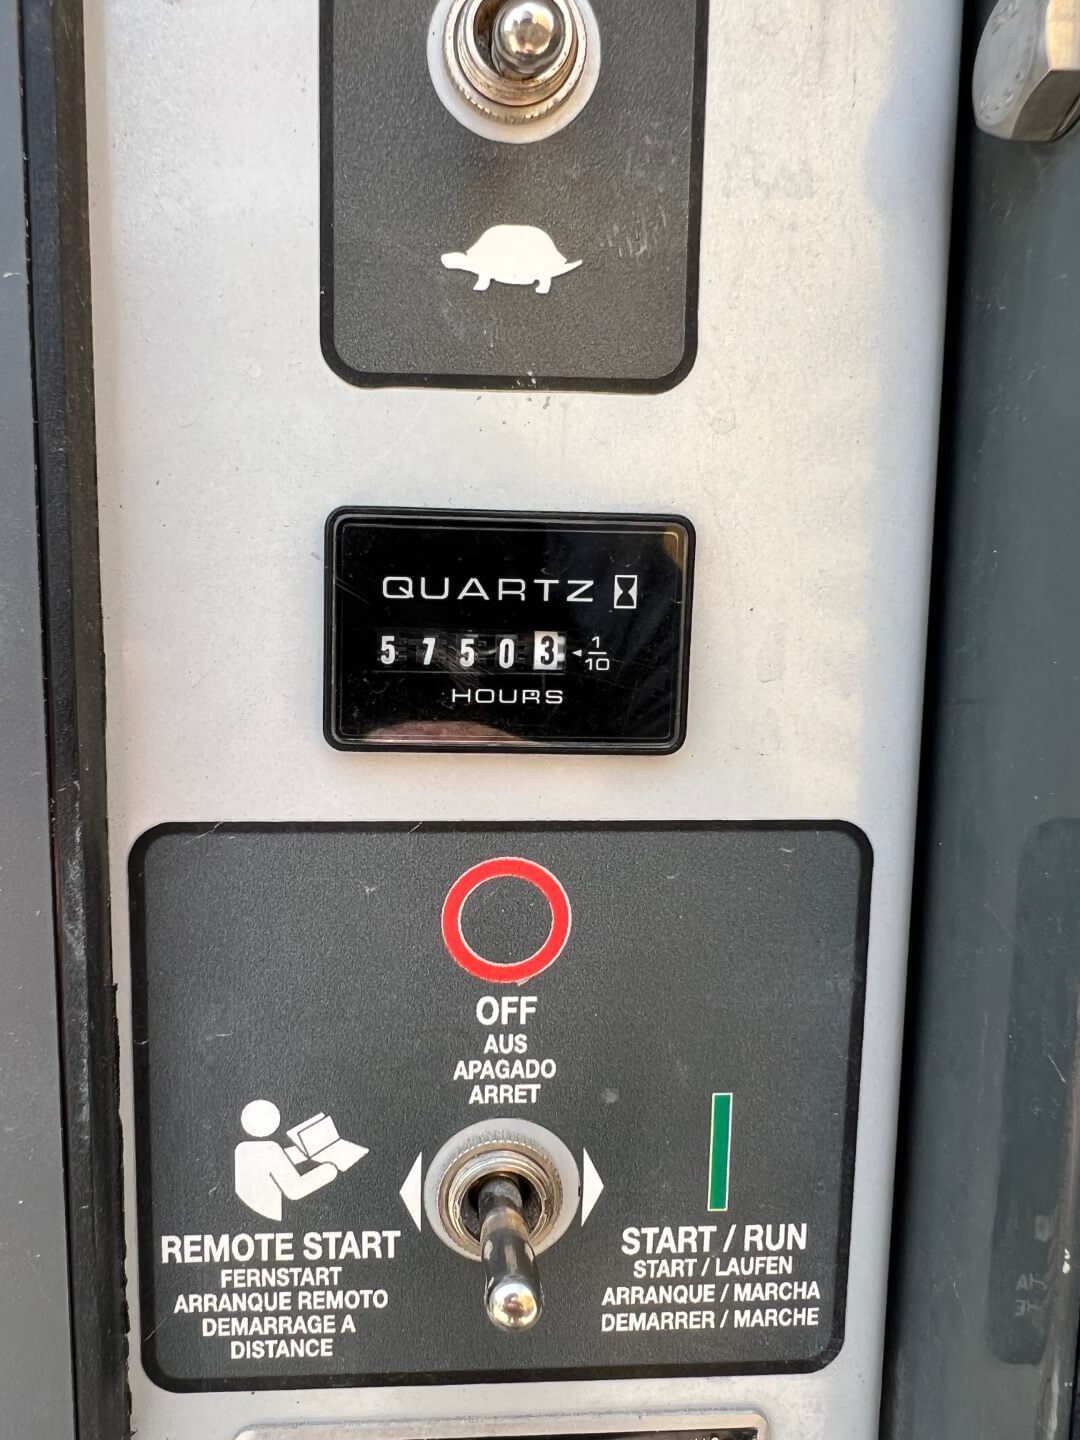 QUARTZ
57503 1/10
HOURS
OFF
AUS
APAGADO
ARRET
REMOTE START
FERNSTART
ARRANQUE REMOTO
DEMARRAGE A
DISTANCE
START / RUN
START / LAUFEN
ARRANQUE / MARCHA
DEMARRER / MARCHE